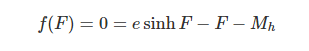 f(F) = 0 = e sinh F − F − M_h